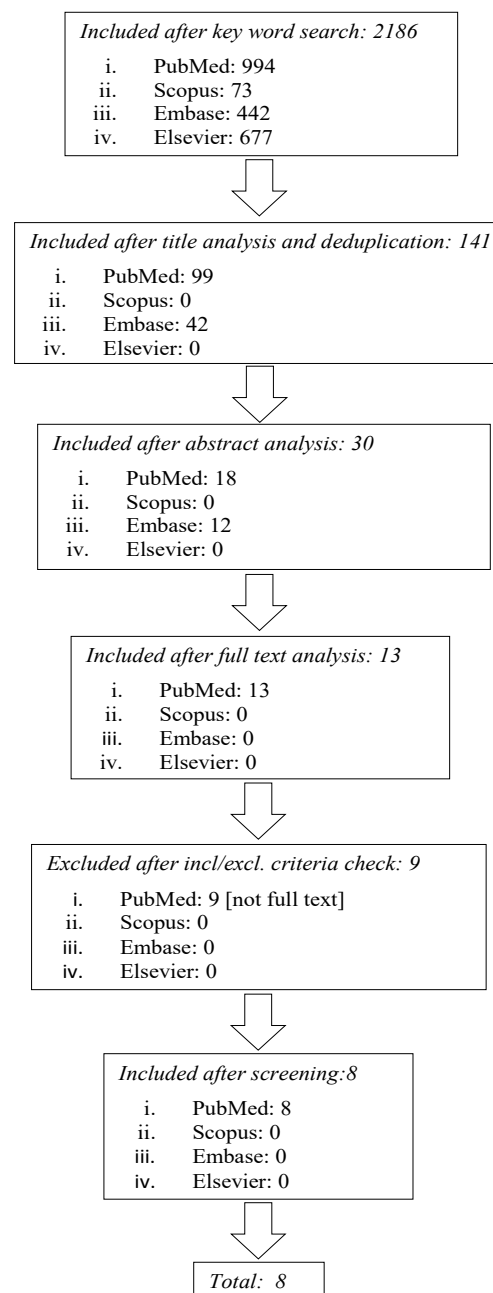 Included after key word search: 2186
i. PubMed: 994
ii. Scopus: 73
iii. Embase: 442
iv. Elsevier: 677
Included after title analysis and deduplication: 141
i. PubMed: 99
ii. Scopus: 0
iii. Embase: 42
iv. Elsevier: 0
Included after abstract analysis: 30
i. PubMed: 18
ii. Scopus: 0
iii. Embase: 12
iv. Elsevier: 0
Included after full text analysis: 13
i. PubMed: 13
ii. Scopus: 0
iii. Embase: 0
iv. Elsevier: 0
Excluded after incl/excl. criteria check: 9
i. PubMed: 9 [not full text]
ii. Scopus: 0
iii. Embase: 0
iv. Elsevier: 0
Included after screening:8
i. PubMed: 8
ii. Scopus: 0
iii. Embase: 0
iv. Elsevier: 0
Total: 8